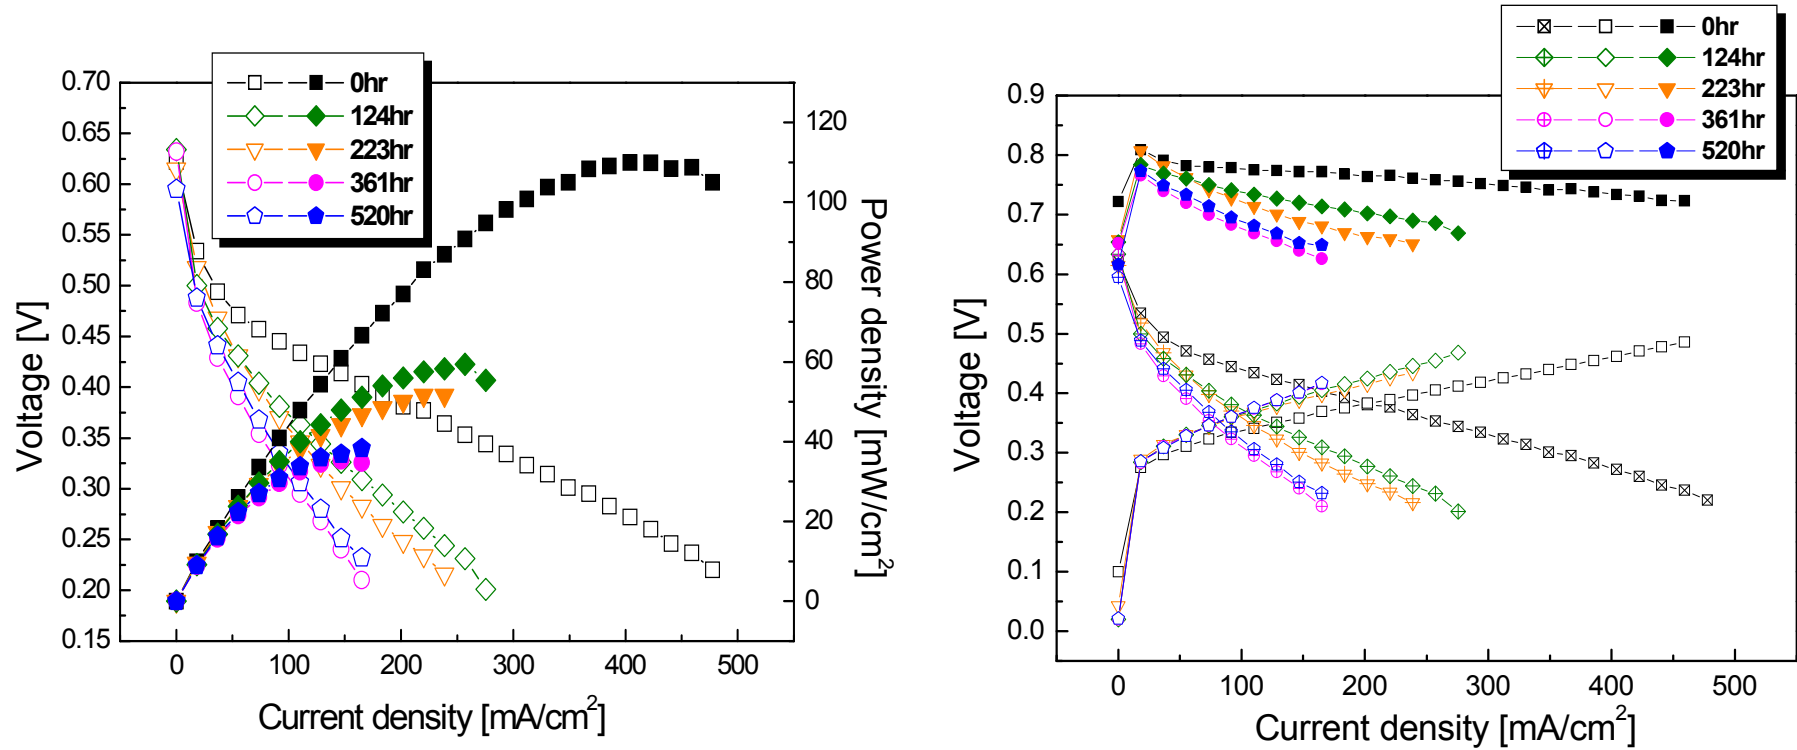 0hr
124hr
223hr
361hr
520hr
0.70
0.65
0.60
0.55
0.50
0.45
0.40
0.35
0.30
0.25
0.20
0.15
Voltage [V]
120
100
80
60
40
20
0
Power density [mW/cm²]
0 100 200 300 400 500
Current density [mA/cm²]
0hr
124hr
223hr
361hr
520hr
0.9
0.8
0.7
0.6
0.5
0.4
0.3
0.2
0.1
0.0
Voltage [V]
0 100 200 300 400 500
Current density [mA/cm²]